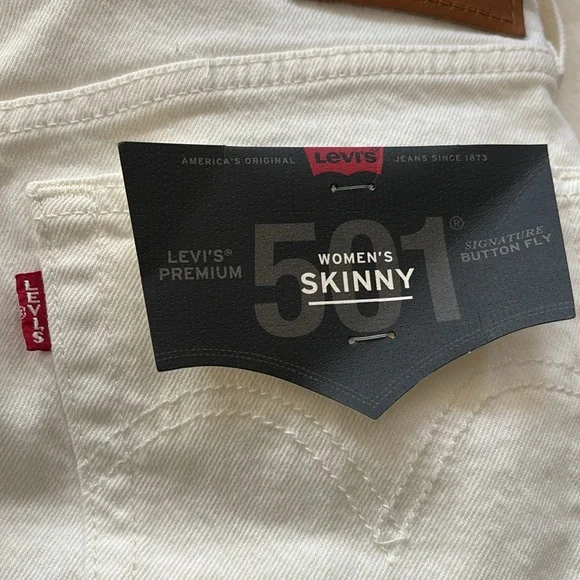 AMERICA'S ORIGINAL Levi's JEANS SINCE 1873
501®
LEVI'S® PREMIUM
WOMEN'S
SKINNY
SIGNATURE
BUTTON FLY
LEVI'S
®